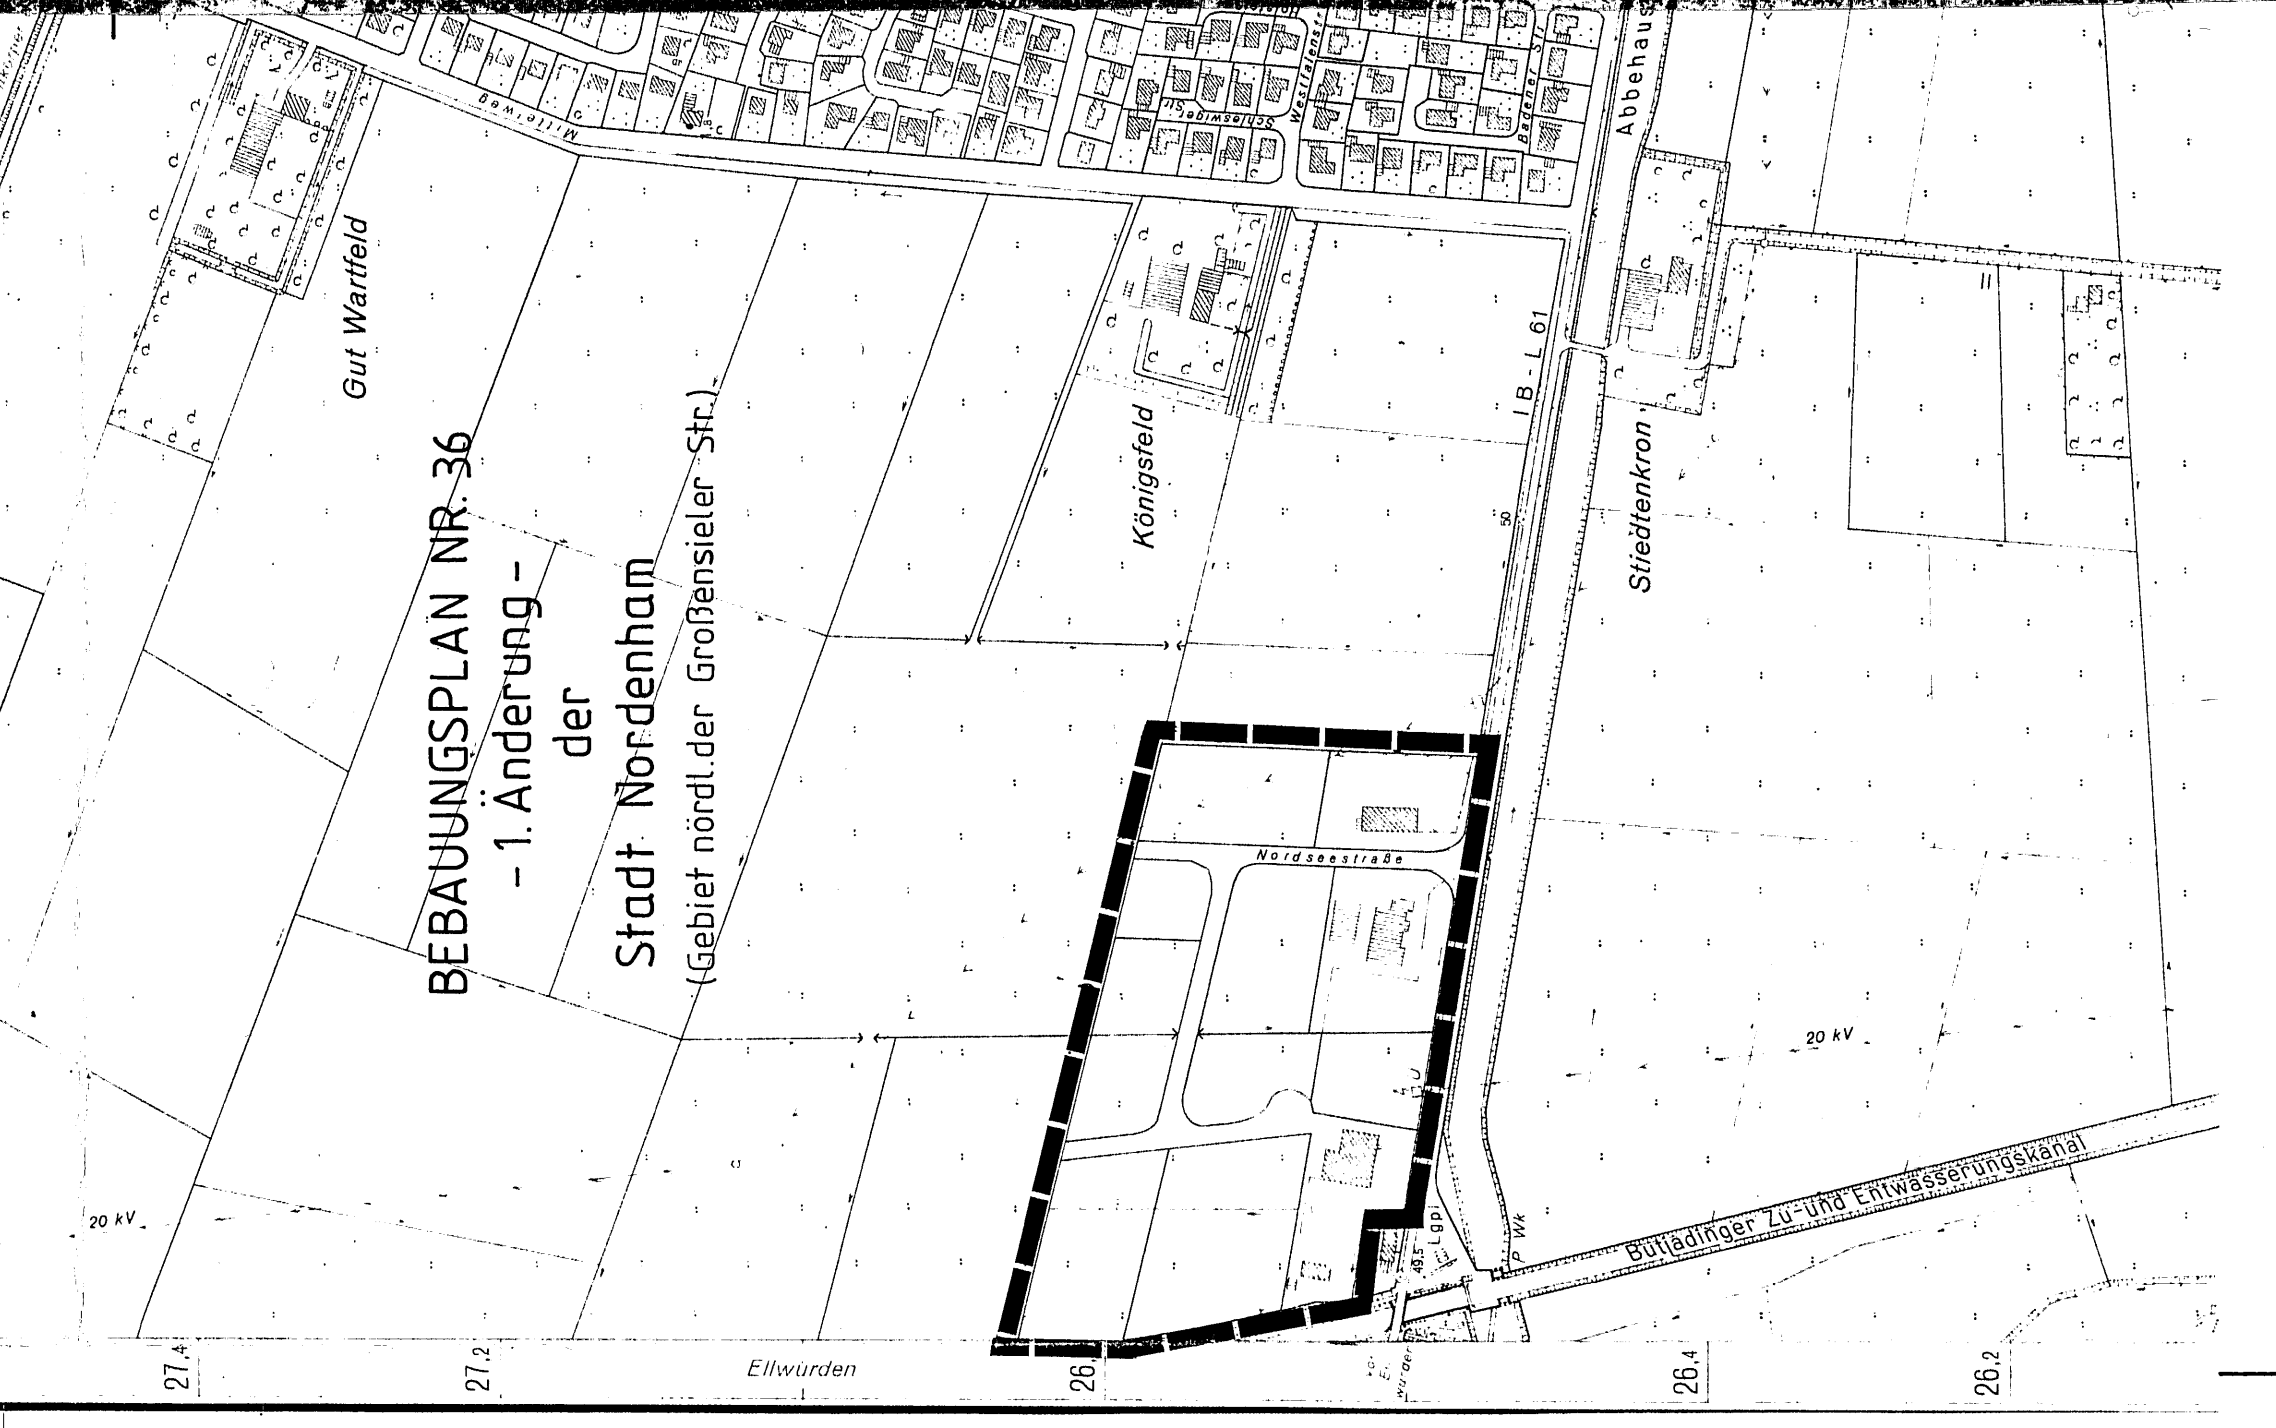 BEBAUUNGSPLAN NR. 36
- 1. Änderung -
der
Stadt Nordenham
(Gebiet nördl. der Großensieler Str.)
Gut Wartfeld
Mittelweg
Königsfeld
Schleswiger Str.
Westfalenstr.
Badener Str.
Abbehaus
I B - L 61
50
Stiedtenkron
Nordseestraße
20 kV
20 kV
Lgpl
49.5
P Wk
Butjadinger Zu- und Entwässerungskanal
Ellwürden
27,4
27,2
26,
26,4
26,2